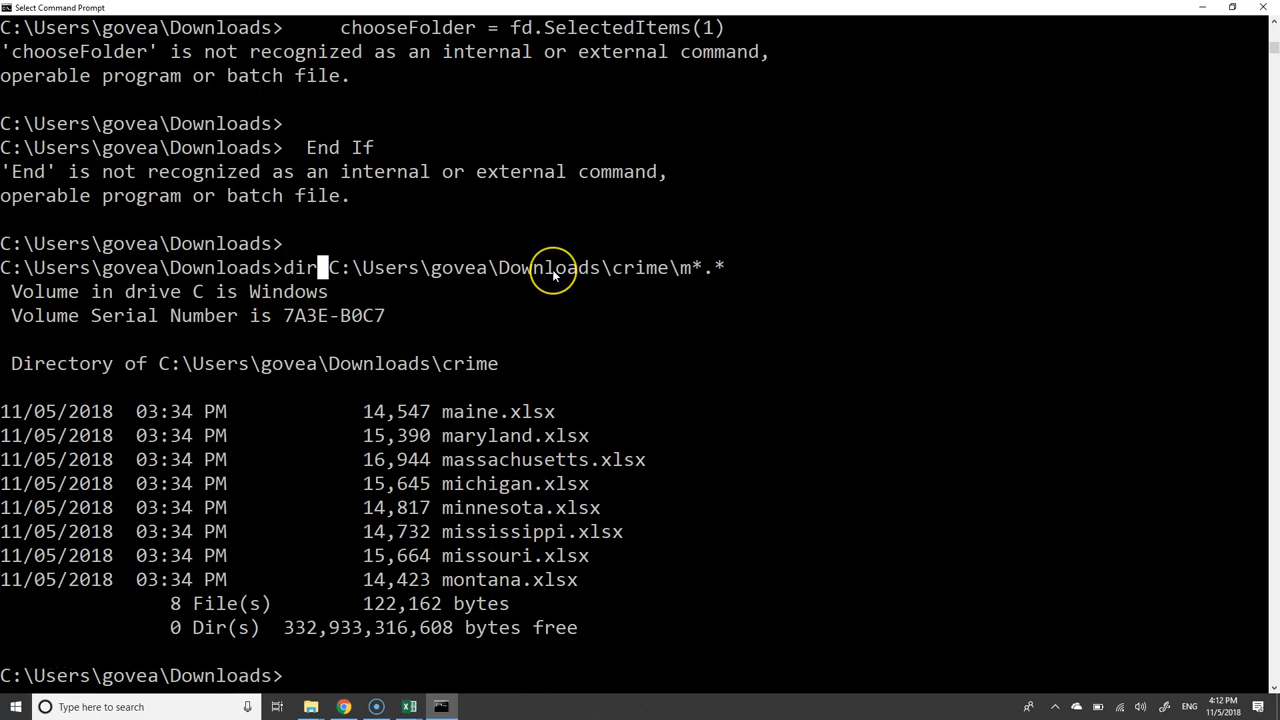 Select Command Prompt
C:\Users\govea\Downloads>     chooseFolder = fd.SelectedItems(1)
'chooseFolder' is not recognized as an internal or external command,
operable program or batch file.
C:\Users\govea\Downloads>
C:\Users\govea\Downloads>  End If
'End' is not recognized as an internal or external command,
operable program or batch file.
C:\Users\govea\Downloads>
C:\Users\govea\Downloads>dir C:\Users\govea\Downloads\crime\m*.*
 Volume in drive C is Windows
 Volume Serial Number is 7A3E-B0C7
 Directory of C:\Users\govea\Downloads\crime
11/05/2018  03:34 PM            14,547 maine.xlsx
11/05/2018  03:34 PM            15,390 maryland.xlsx
11/05/2018  03:34 PM            16,944 massachusetts.xlsx
11/05/2018  03:34 PM            15,645 michigan.xlsx
11/05/2018  03:34 PM            14,817 minnesota.xlsx
11/05/2018  03:34 PM            14,732 mississippi.xlsx
11/05/2018  03:34 PM            15,664 missouri.xlsx
11/05/2018  03:34 PM            14,423 montana.xlsx
               8 File(s)        122,162 bytes
               0 Dir(s)  332,933,316,608 bytes free
C:\Users\govea\Downloads>
Type here to search
ENG
4:12 PM
11/5/2018